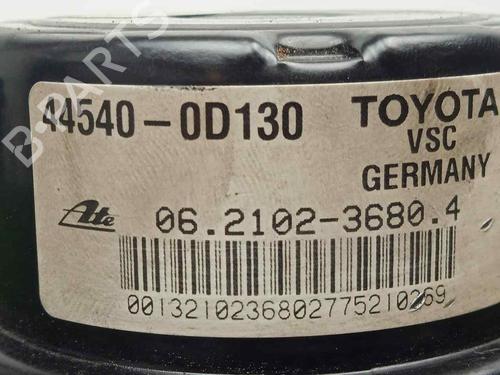 B-PARTS
44540-0D130 TOYOTA
VSC
GERMANY
Ate 06.2102-3680.4
0013210236802775210269